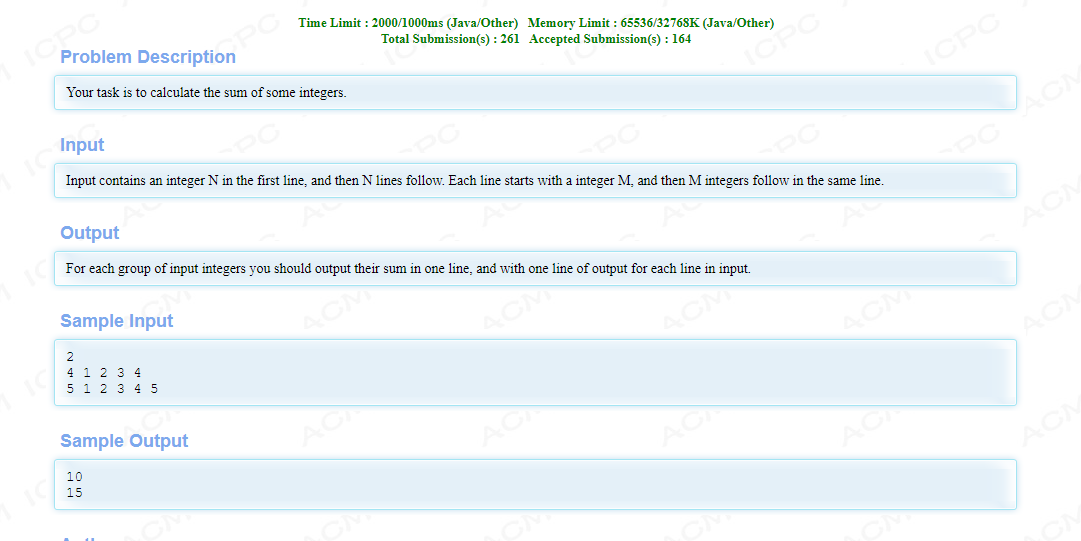 Time Limit : 2000/1000ms (Java/Other) Memory Limit : 65536/32768K (Java/Other)
Total Submission(s) : 261 Accepted Submission(s) : 164
Problem Description
Your task is to calculate the sum of some integers.
Input
Input contains an integer N in the first line, and then N lines follow. Each line starts with a integer M, and then M integers follow in the same line.
Output
For each group of input integers you should output their sum in one line, and with one line of output for each line in input.
Sample Input
2
4 1 2 3 4
5 1 2 3 4 5
Sample Output
10
15